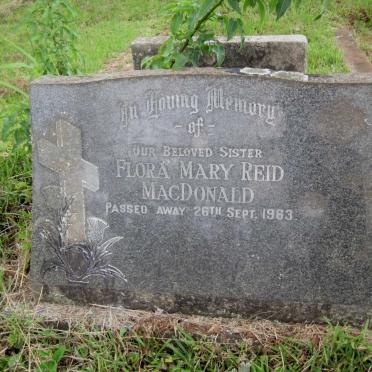 In Loving Memory
- of -
OUR BELOVED SISTER
FLORA MARY REID
MACDONALD
PASSED AWAY 26TH SEPT. 1963